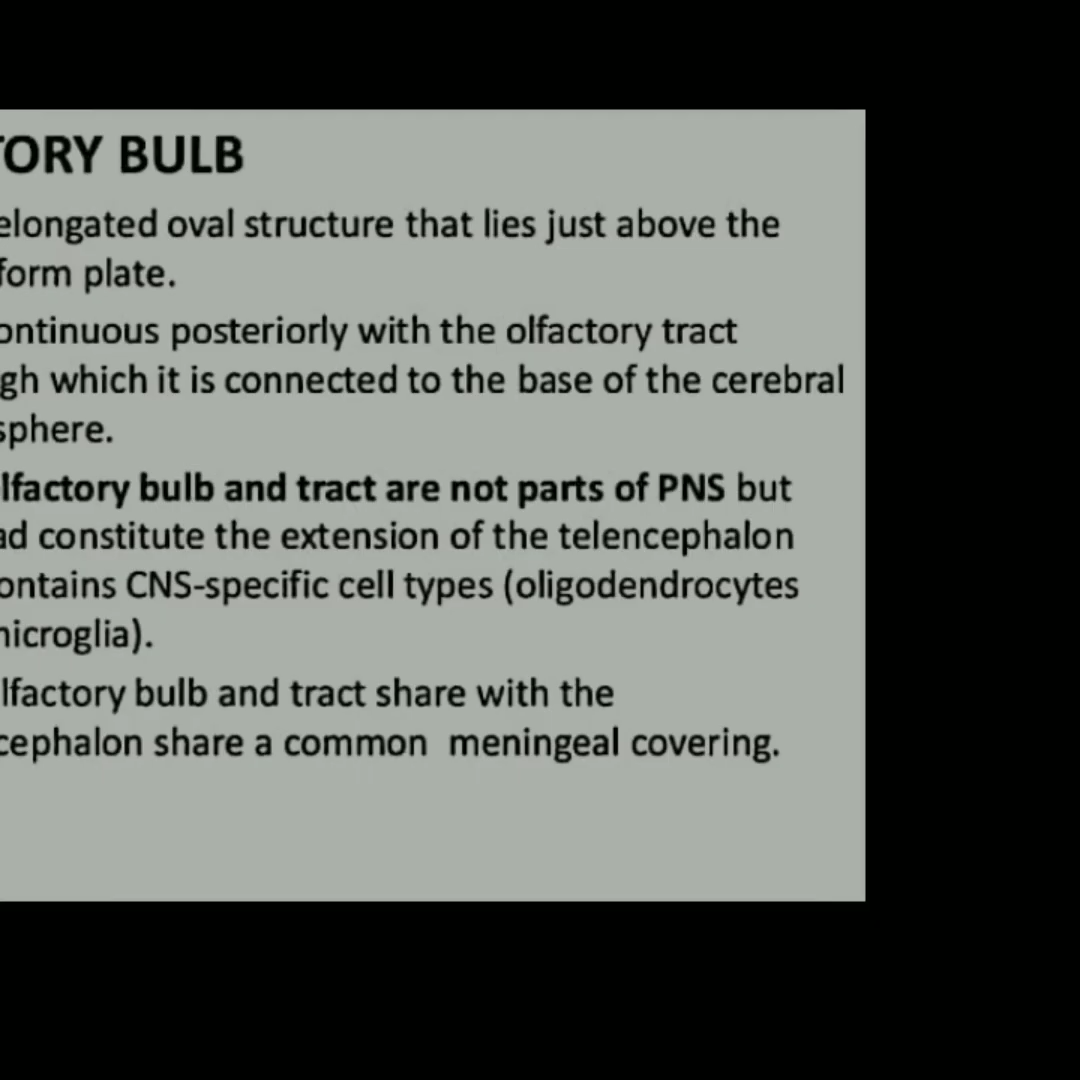 TORY BULB
elongated oval structure that lies just above the
form plate.
ontinuous posteriorly with the olfactory tract
gh which it is connected to the base of the cerebral
sphere.
lfactory bulb and tract are not parts of PNS but
ad constitute the extension of the telencephalon
ontains CNS-specific cell types (oligodendrocytes
nicroglia).
lfactory bulb and tract share with the
cephalon share a common meningeal covering.